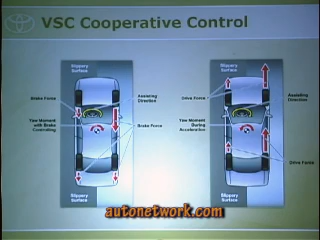 VSC Cooperative Control
Slippery
Surface
Brake Force
Assisting
Direction
Yaw Moment
with Brake
Controlling
Brake Force
Slippery
Surface
Slippery
Surface
Drive Force
Assisting
Direction
Yaw Moment
During
Acceleration
Drive Force
Slippery
Surface
autonetwork.com